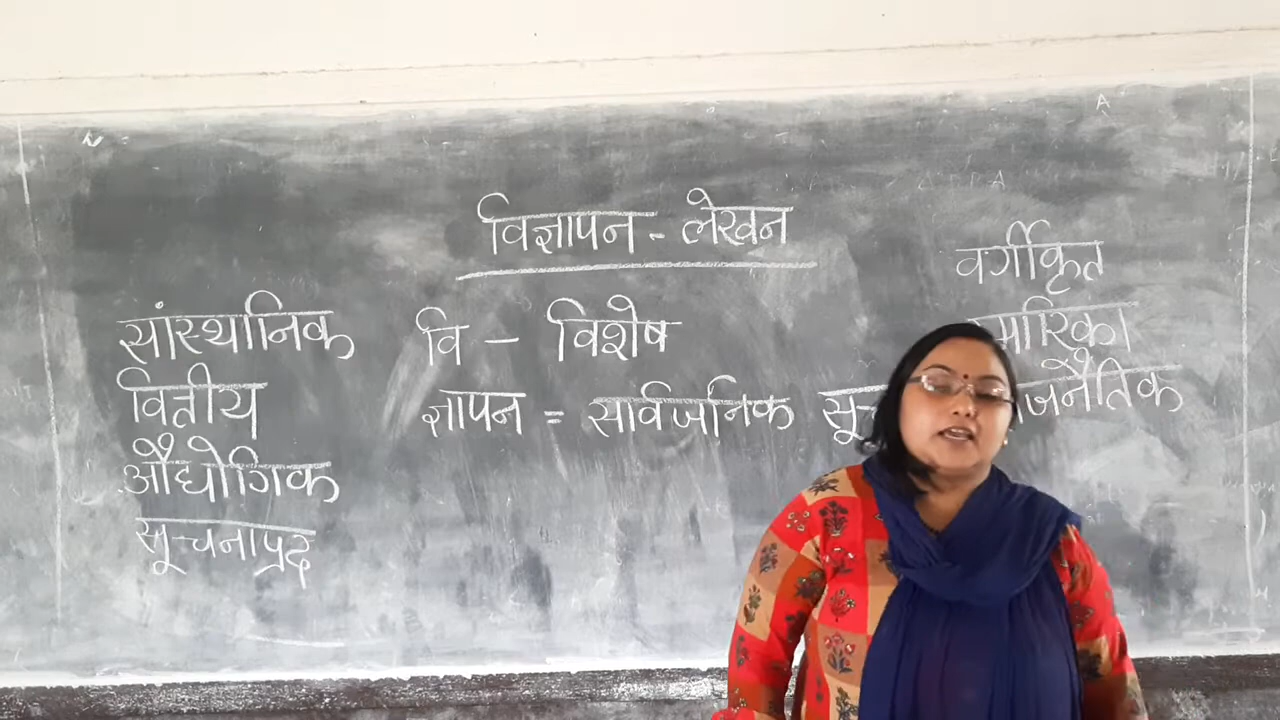 विज्ञापन - लेखन
सांस्थानिक
वित्तीय
औद्योगिक
सूचनाप्रद
वि - विशेष
ज्ञापन = सार्वजनिक
वर्गीकृत
A